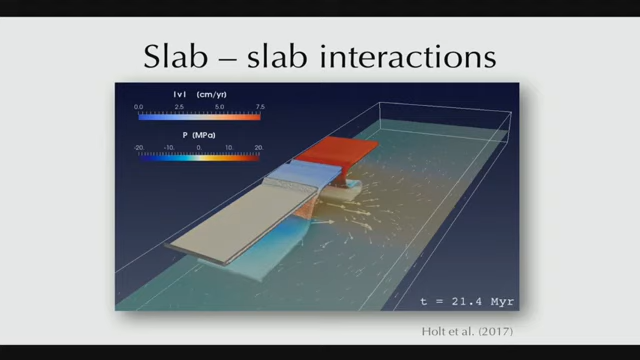 Slab – slab interactions
|v| (cm/yr)
0.0 2.5 5.0 7.5
P (MPa)
-20. -10. 0. 10. 20.
t = 21.4 Myr
Holt et al. (2017)